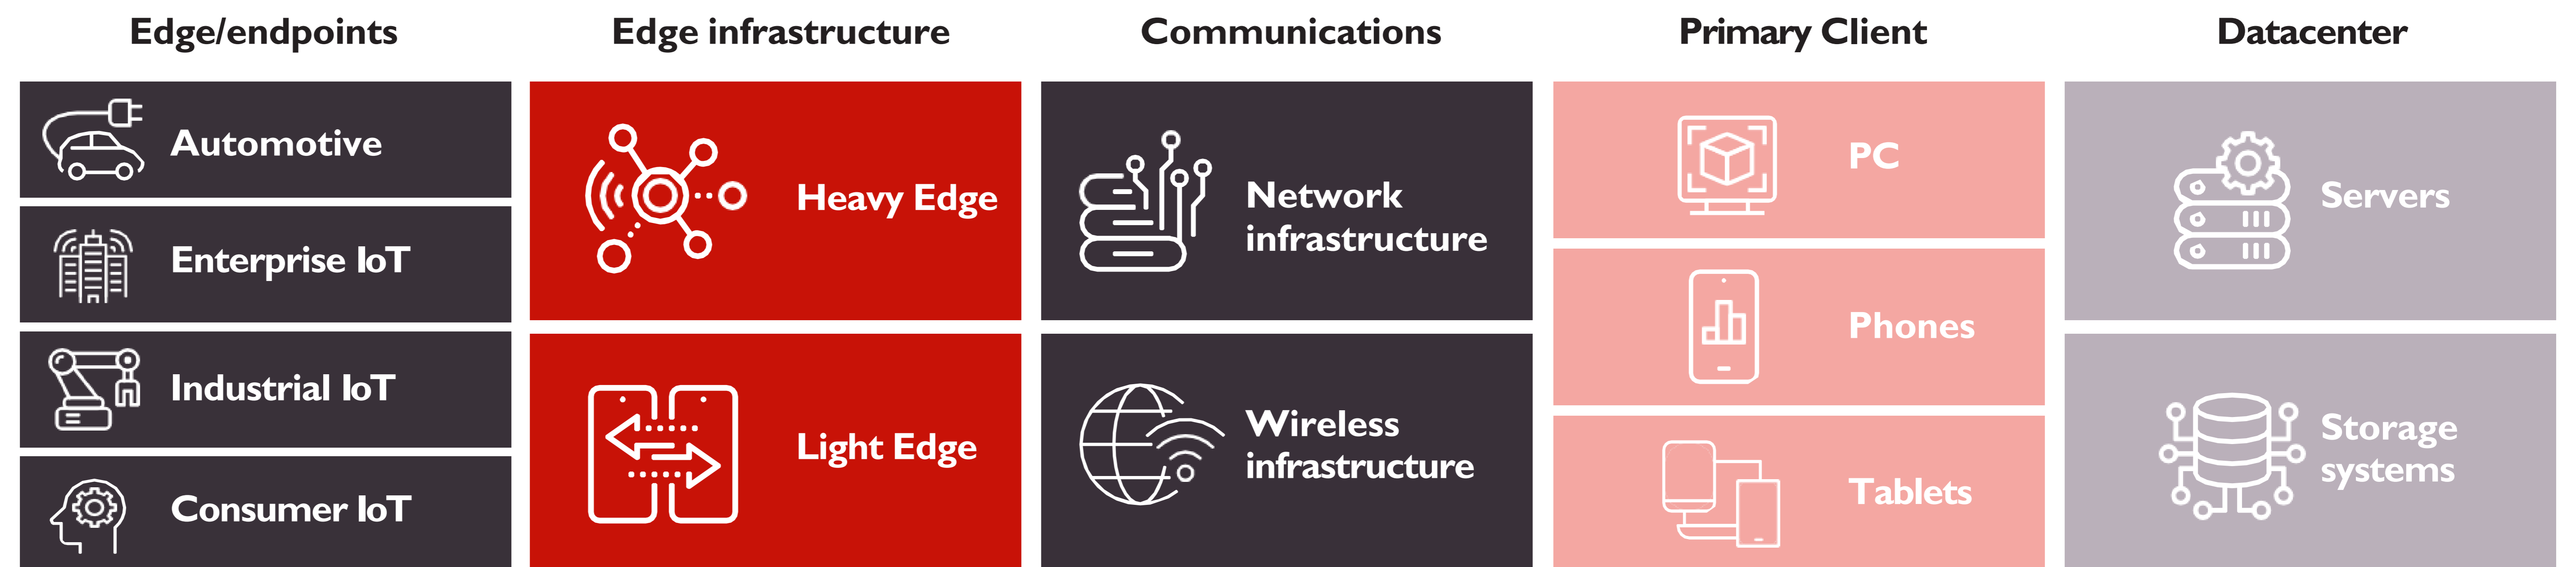 Edge/endpoints
Automotive
Enterprise IoT
Industrial IoT
Consumer IoT
Edge infrastructure
Heavy Edge
Light Edge
Communications
Network
infrastructure
Wireless
infrastructure
Primary Client
PC
Phones
Tablets
Datacenter
Servers
Storage
systems